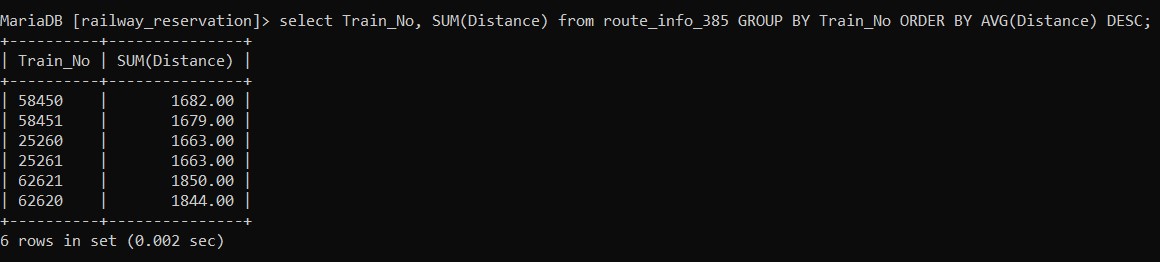 MariaDB [railway_reservation]> select Train_No, SUM(Distance) from route_info_385 GROUP BY Train_No ORDER BY AVG(Distance) DESC;
+----------+---------------+
| Train_No | SUM(Distance) |
+----------+---------------+
| 58450    |       1682.00 |
| 58451    |       1679.00 |
| 25260    |       1663.00 |
| 25261    |       1663.00 |
| 62621    |       1850.00 |
| 62620    |       1844.00 |
+----------+---------------+
6 rows in set (0.002 sec)